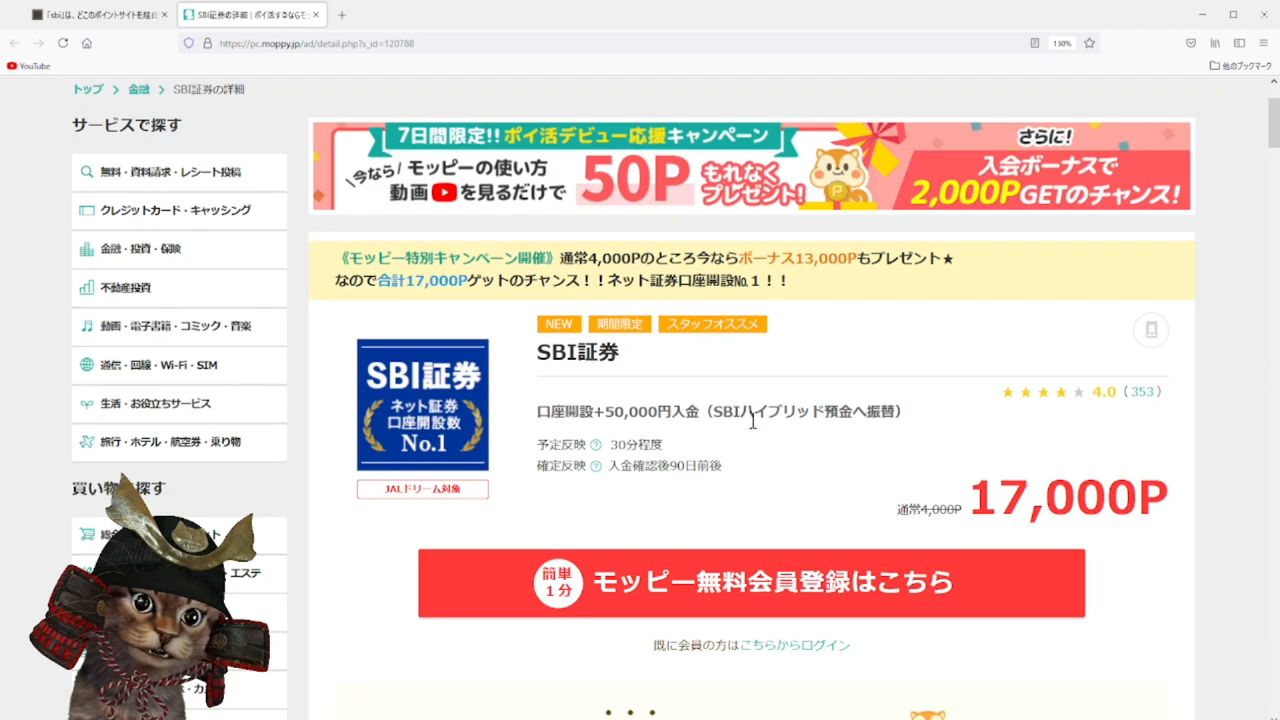 「sbi」は、どこのポイントサイトを経由
SBI証券の詳細｜ポイ活するならモ
https://pc.moppy.jp/ad/detail.php?s_id=120788
130%
YouTube
他のブックマーク
トップ > 金融 > SBI証券の詳細
サービスで探す
無料・資料請求・レシート投稿
クレジットカード・キャッシング
金融・投資・保険
不動産投資
動画・電子書籍・コミック・音楽
通信・回線・Wi-Fi・SIM
生活・お役立ちサービス
旅行・ホテル・航空券・乗り物
買い物で探す
総合
エステ
7日間限定!! ポイ活デビュー応援キャンペーン
今なら モッピーの使い方
動画 を見るだけで
50P
もれなく
プレゼント!
さらに!
入会ボーナスで
2,000PGETのチャンス!
《モッピー特別キャンペーン開催》通常4,000Pのところ今ならボーナス13,000Pもプレゼント★
なので合計17,000Pゲットのチャンス！！ネット証券口座開設№１！！
NEW 期間限定 スタッフオススメ
SBI証券
SBI証券
ネット証券
口座開設数
No.1
JALドリーム対象
4.0（353）
口座開設+50,000円入金（SBIハイブリッド預金へ振替）
予定反映 ? 30分程度
確定反映 ? 入金確認後90日前後
通常4,000P 17,000P
簡単
1分
モッピー無料会員登録はこちら
既に会員の方はこちらからログイン